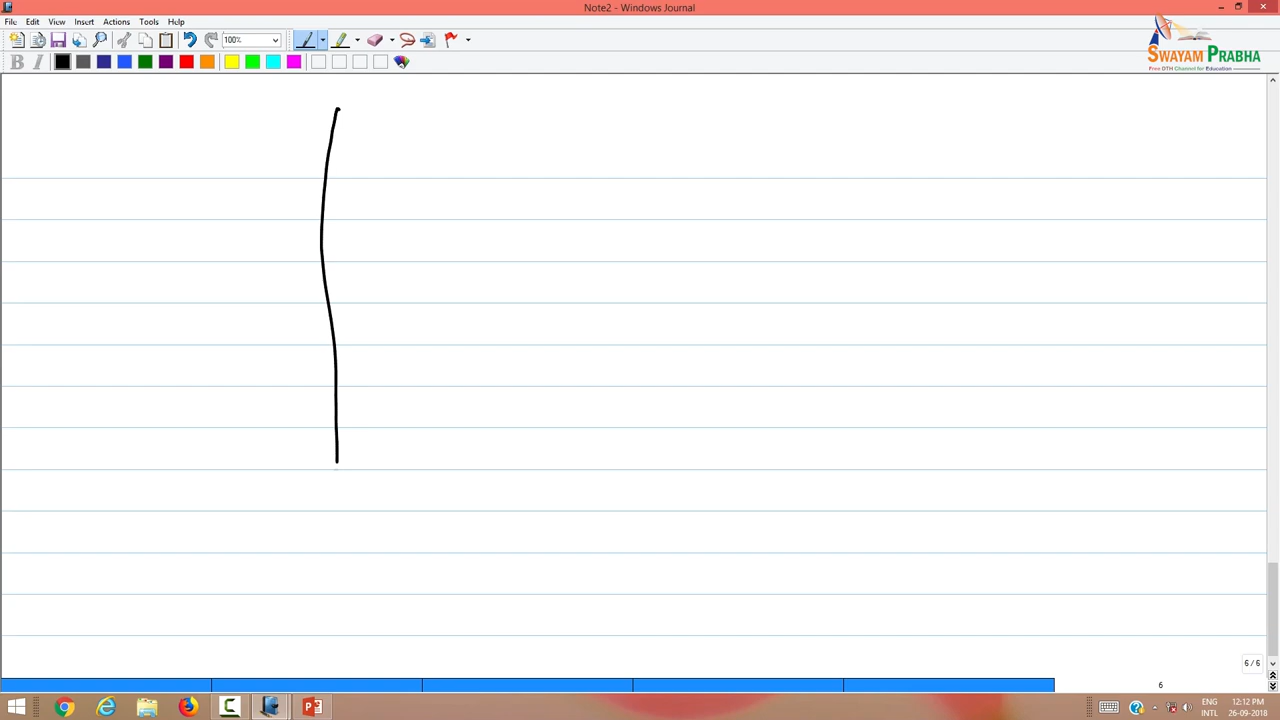 Note2 - Windows Journal
File Edit View Insert Actions Tools Help
100%
B I
SWAYAM PRABHA
Free DTH Channel for Education
6 / 6
6
ENG 12:12 PM
INTL 26-09-2018